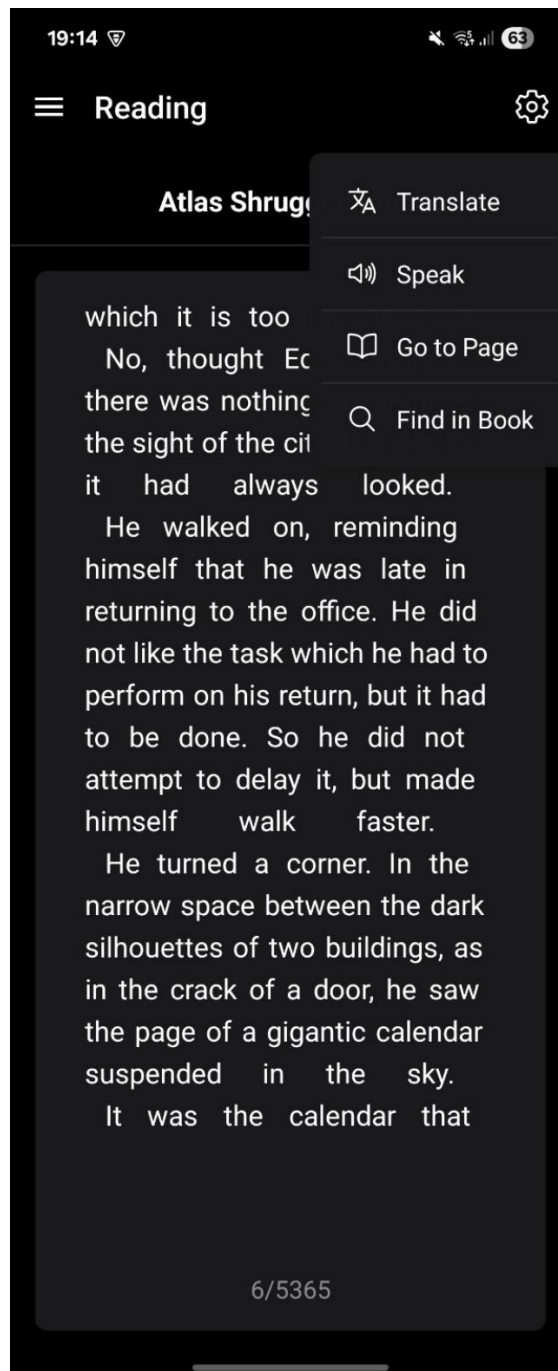 19:14
63
Reading
Atlas Shrug
Translate
Speak
Go to Page
Find in Book
which it is too
No, thought Ed
there was nothing
the sight of the cit
it had always looked.
He walked on, reminding
himself that he was late in
returning to the office. He did
not like the task which he had to
perform on his return, but it had
to be done. So he did not
attempt to delay it, but made
himself walk faster.
He turned a corner. In the
narrow space between the dark
silhouettes of two buildings, as
in the crack of a door, he saw
the page of a gigantic calendar
suspended in the sky.
It was the calendar that
6/5365